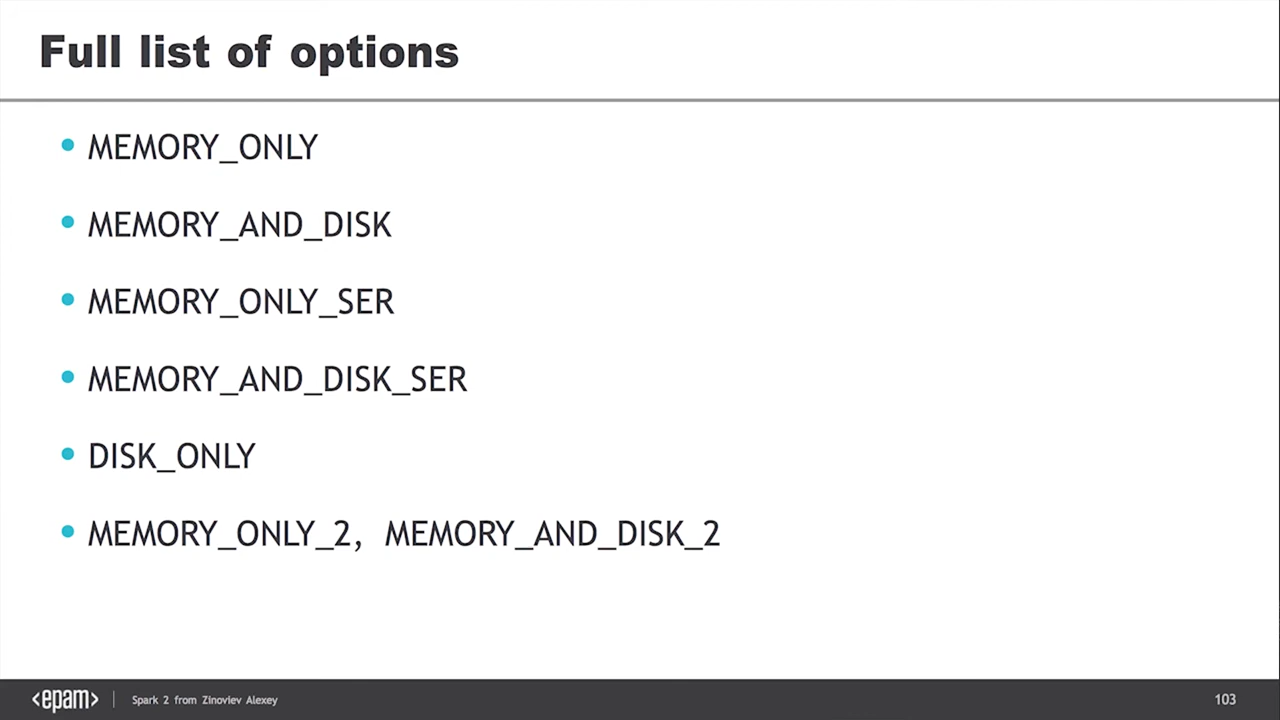 Full list of options
• MEMORY_ONLY
• MEMORY_AND_DISK
• MEMORY_ONLY_SER
• MEMORY_AND_DISK_SER
• DISK_ONLY
• MEMORY_ONLY_2, MEMORY_AND_DISK_2
<epam> | Spark 2 from Zinoviev Alexey 103